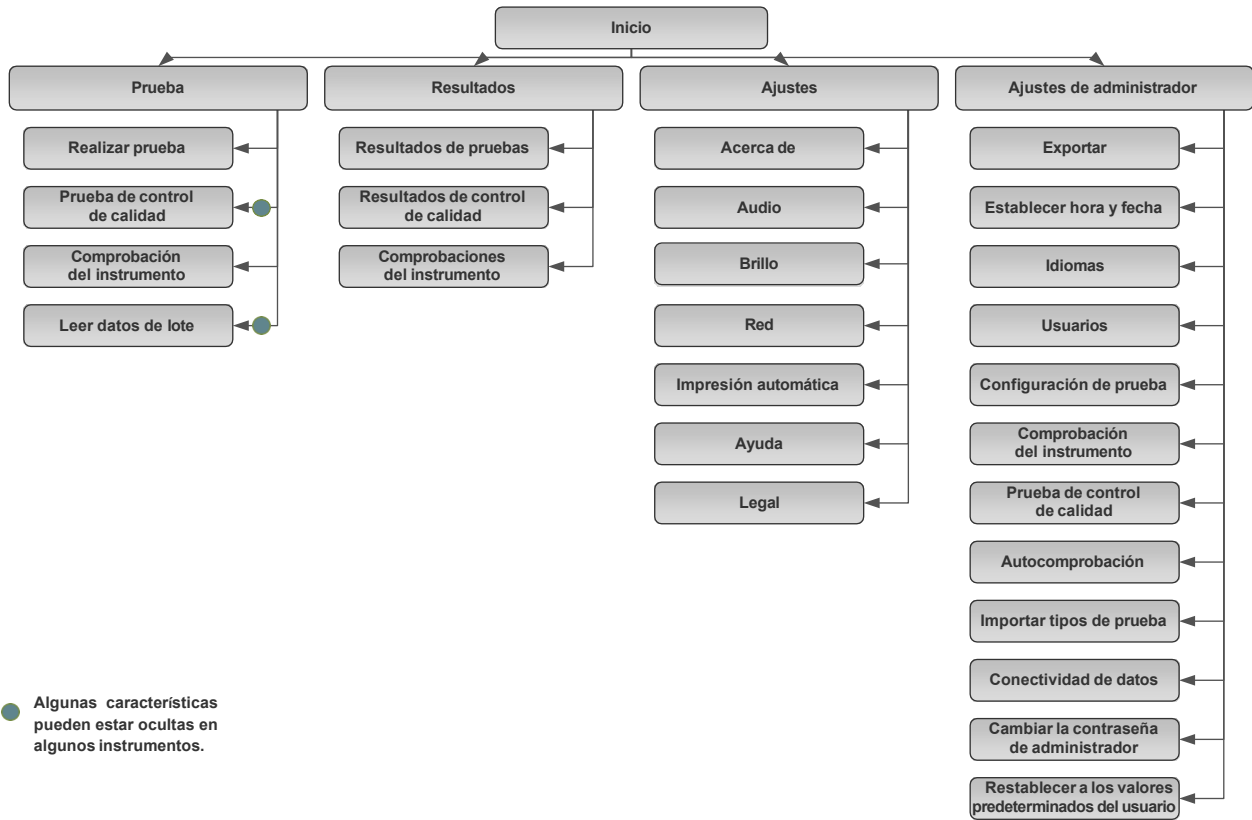 Inicio
Prueba
Resultados
Ajustes
Ajustes de administrador
Realizar prueba
Prueba de control
de calidad
Comprobación
del instrumento
Leer datos de lote
Resultados de pruebas
Resultados de control
de calidad
Comprobaciones
del instrumento
Acerca de
Audio
Brillo
Red
Impresión automática
Ayuda
Legal
Exportar
Establecer hora y fecha
Idiomas
Usuarios
Configuración de prueba
Comprobación
del instrumento
Prueba de control
de calidad
Autocomprobación
Importar tipos de prueba
Conectividad de datos
Cambiar la contraseña
de administrador
Restablecer a los valores
predeterminados del usuario
Algunas características
pueden estar ocultas en
algunos instrumentos.